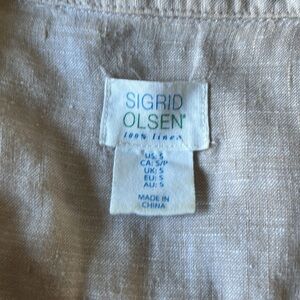 SIGRID
OLSEN®
100% linen
US: S
CA: S/P
UK: S
EU: S
AU: S
MADE IN
CHINA